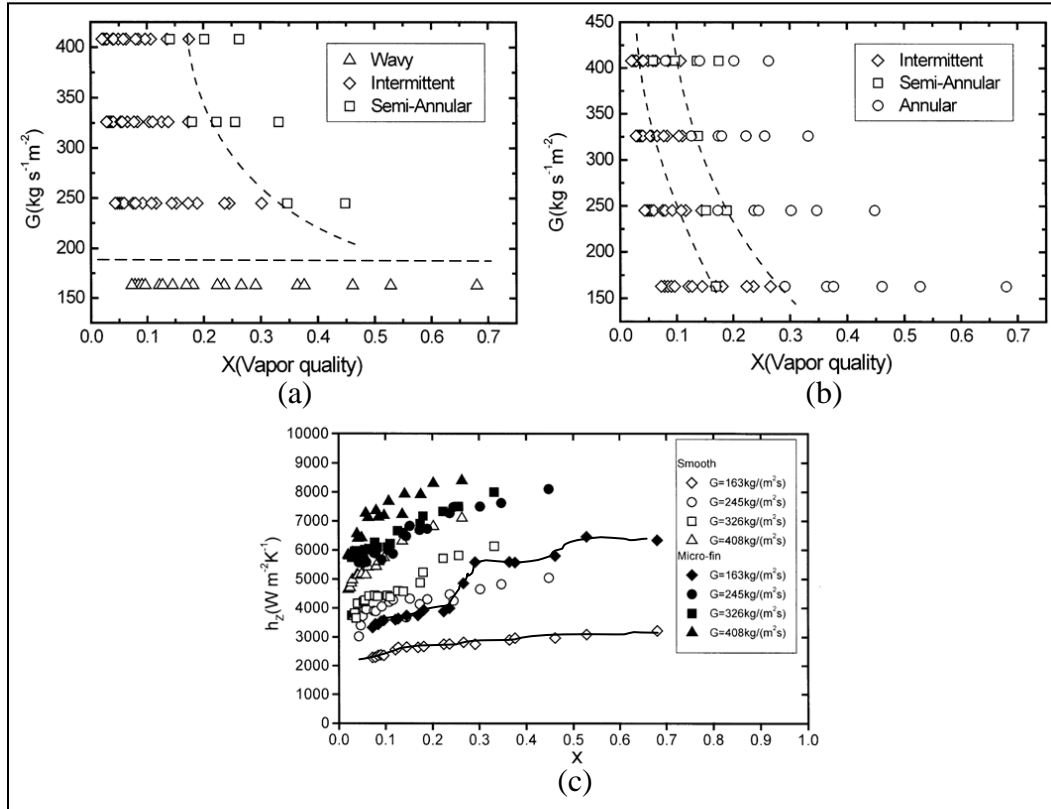 400
350
300
250
200
150
G(kg s⁻¹m⁻²)
Wavy
Intermittent
Semi-Annular
0.0 0.1 0.2 0.3 0.4 0.5 0.6 0.7
X(Vapor quality)
(a)
450
400
350
300
250
200
150
G(kg s⁻¹m⁻²)
Intermittent
Semi-Annular
Annular
0.0 0.1 0.2 0.3 0.4 0.5 0.6 0.7
X(Vapor quality)
(b)
10000
9000
8000
7000
6000
5000
4000
3000
2000
1000
0
h_Z(W m⁻²K⁻¹)
Smooth
G=163kg/(m²s)
G=245kg/(m²s)
G=326kg/(m²s)
G=408kg/(m²s)
Micro-fin
G=163kg/(m²s)
G=245kg/(m²s)
G=326kg/(m²s)
G=408kg/(m²s)
0.0 0.1 0.2 0.3 0.4 0.5 0.6 0.7 0.8 0.9 1.0
X
(c)